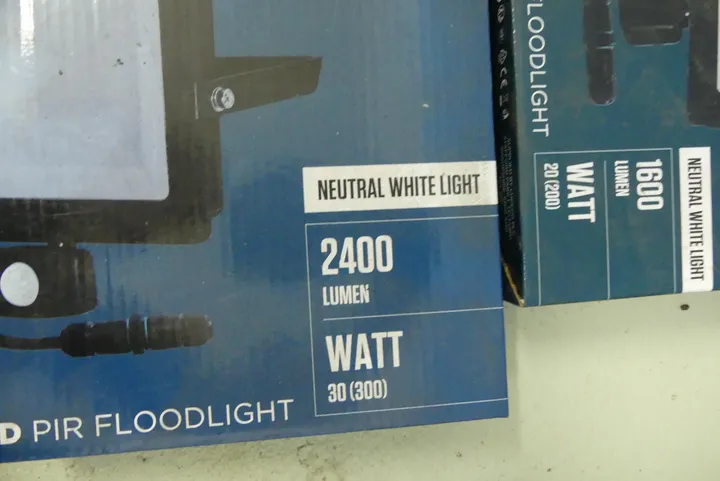 NEUTRAL WHITE LIGHT
2400
LUMEN
WATT
30 (300)
D PIR FLOODLIGHT
FLOODLIGHT
NEUTRAL WHITE LIGHT
1600
LUMEN
WATT
20 (200)